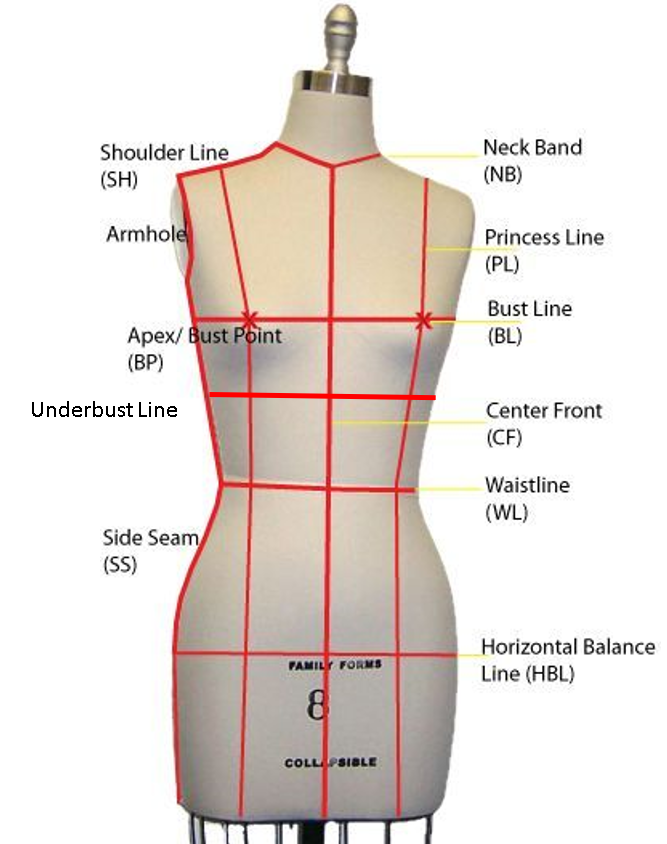 Shoulder Line
(SH)
Neck Band
(NB)
Armhole
Princess Line
(PL)
Bust Line
(BL)
Apex/ Bust Point
(BP)
Underbust Line
Center Front
(CF)
Waistline
(WL)
Side Seam
(SS)
Horizontal Balance
Line (HBL)
FAMILY FORMS
8
COLLAPSIBLE